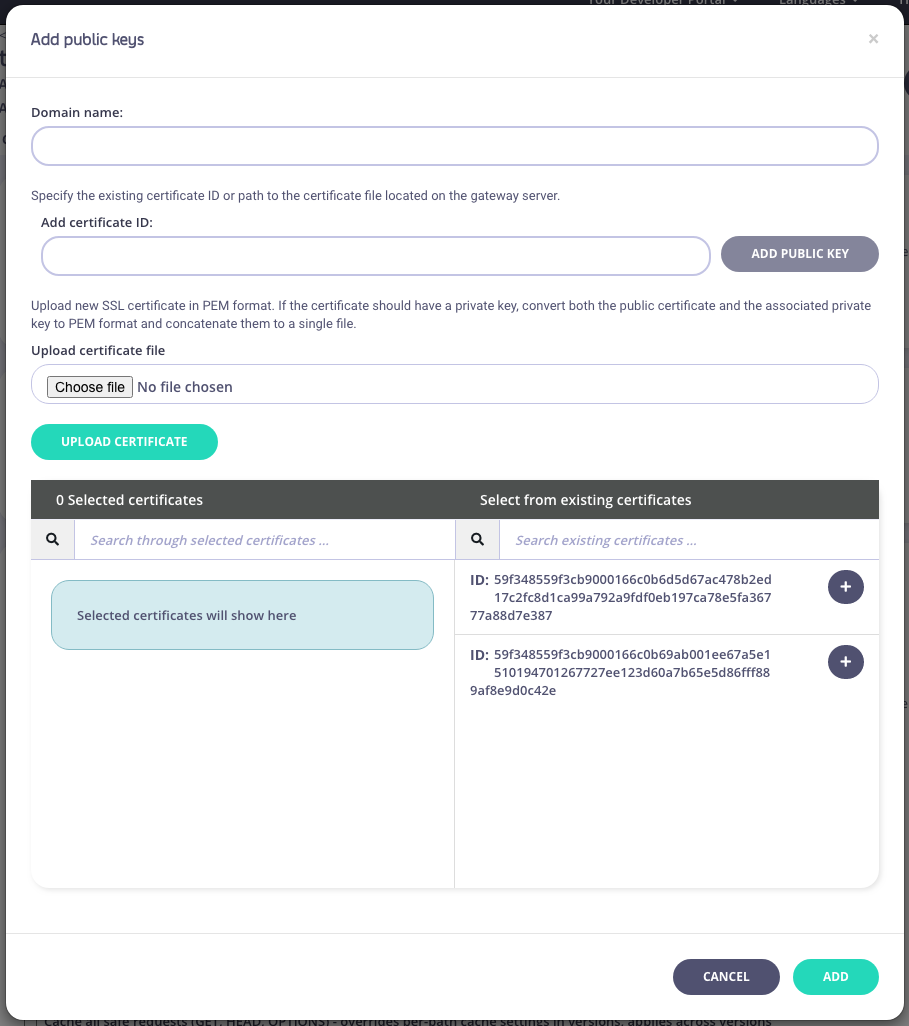 Your Developer Portal
Languages
Add public keys
×
Domain name:
Specify the existing certificate ID or path to the certificate file located on the gateway server.
Add certificate ID:
ADD PUBLIC KEY
Upload new SSL certificate in PEM format. If the certificate should have a private key, convert both the public certificate and the associated private
key to PEM format and concatenate them to a single file.
Upload certificate file
Choose file No file chosen
UPLOAD CERTIFICATE
0 Selected certificates
Select from existing certificates
Search through selected certificates ...
Search existing certificates ...
Selected certificates will show here
ID: 59f348559f3cb9000166c0b6d5d67ac478b2ed
17c2fc8d1ca99a792a9fdf0eb197ca78e5fa367
77a88d7e387
ID: 59f348559f3cb9000166c0b69ab001ee67a5e1
510194701267727ee123d60a7b65e5d86fff88
9af8e9d0c42e
CANCEL
ADD
Cache all safe requests (GET, HEAD, OPTIONS) - overrides per-path cache settings in versions, applies across versions